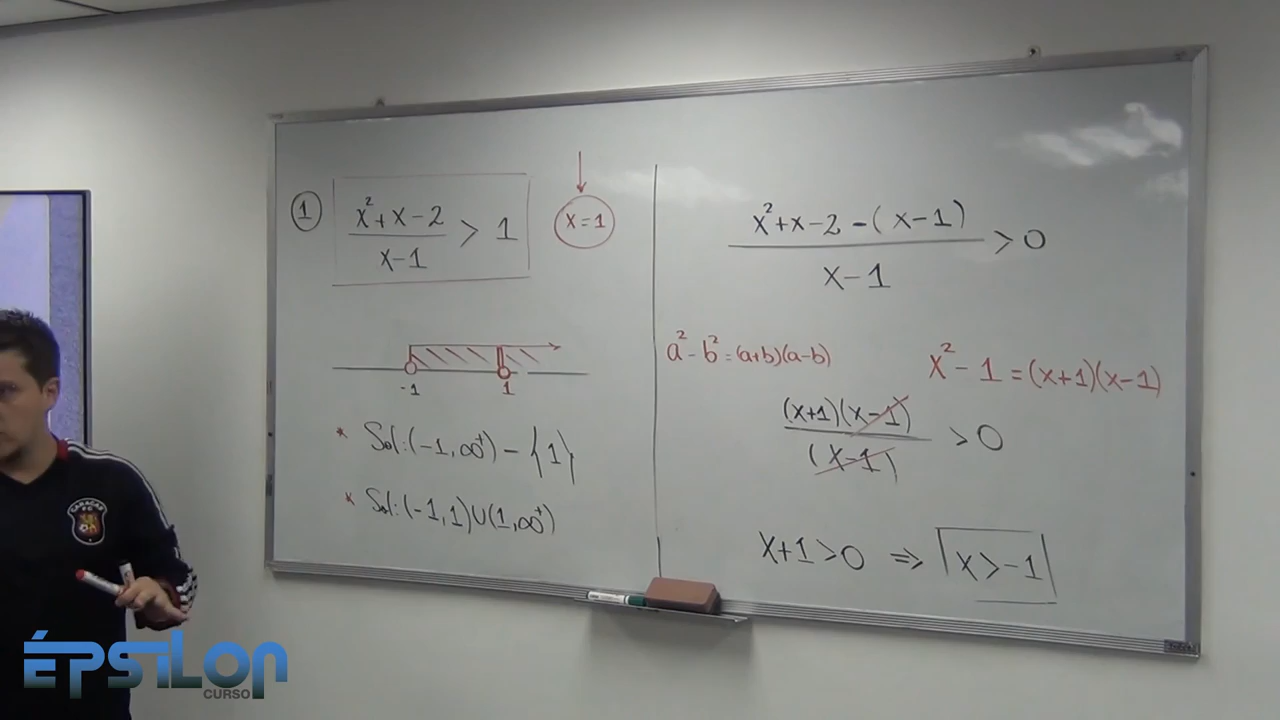 1
x²+x-2
x-1
> 1
x=1
-1
1
* Sol:(-1,∞⁺)-{1}
* Sol:(-1,1)∪(1,∞⁺)
x²+x-2-(x-1)
x-1
>0
a²-b²=(a+b)(a-b)
x²-1=(x+1)(x-1)
(x+1)(x-1)
(x-1)
>0
x+1>0 => x>-1
CARACAS
ÉPSILON
CURSO